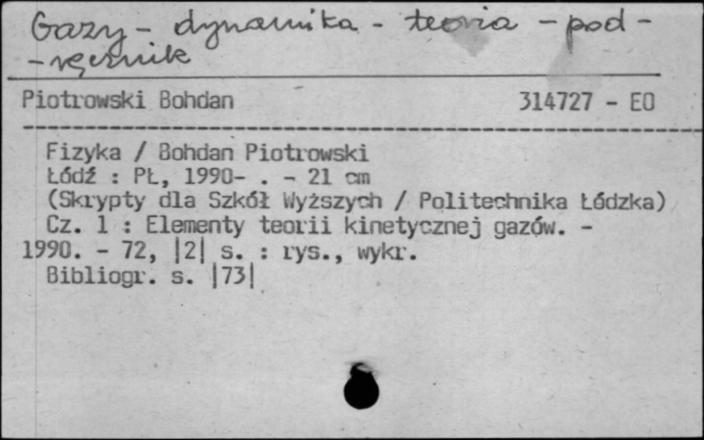 Gazy - dynamika - teoria - pod-
- ręcznik
Piotrowski Bohdan 314727 - EO
Fizyka / Bohdan Piotrowski
Łódź : PŁ, 1990- . - 21 cm
(Skrypty dla Szkół Wyższych / Politechnika Łódzka)
Cz. 1 : Elementy teorii kinetycznej gazów. -
1990. - 72, |2| s. : rys., wykr.
Bibliogr. s. |73|